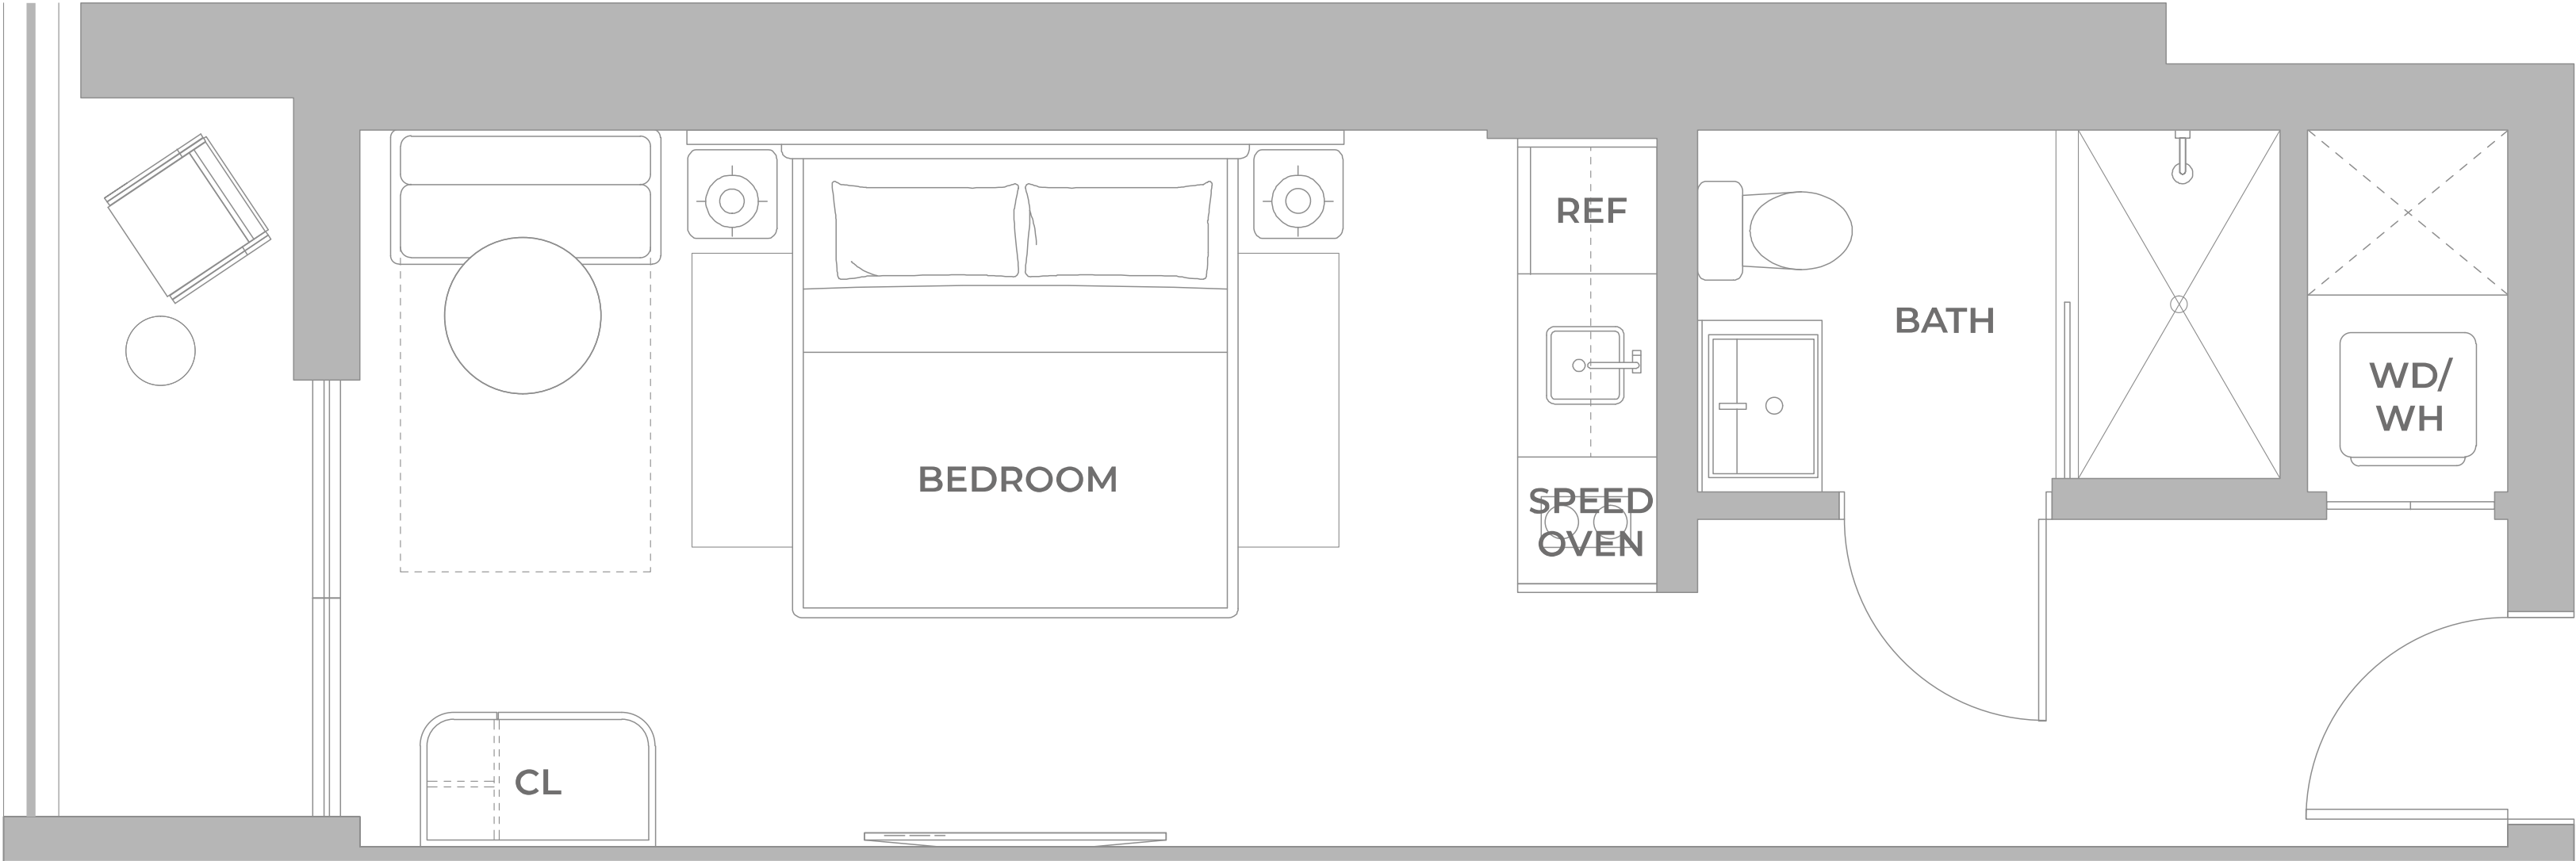 REF
BATH
WD/
WH
BEDROOM
SPEED
OVEN
CL